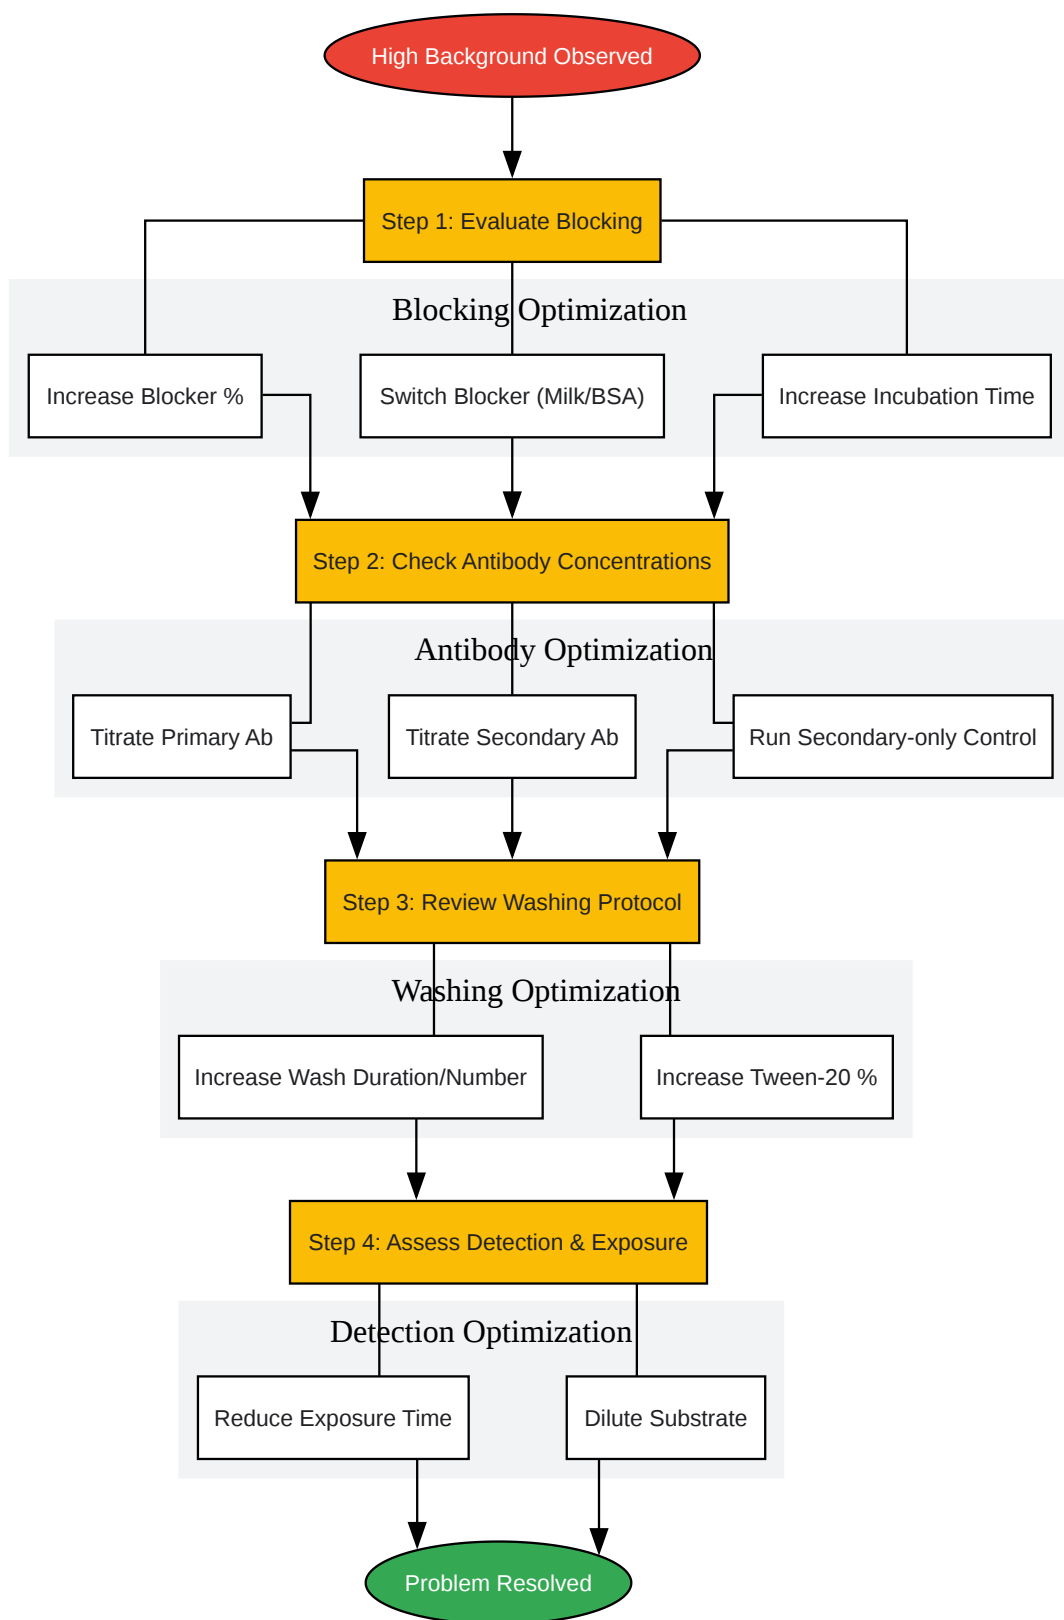 High Background Observed
Step 1: Evaluate Blocking
Blocking Optimization
Increase Blocker %
Switch Blocker (Milk/BSA)
Increase Incubation Time
Step 2: Check Antibody Concentrations
Antibody Optimization
Titrate Primary Ab
Titrate Secondary Ab
Run Secondary-only Control
Step 3: Review Washing Protocol
Washing Optimization
Increase Wash Duration/Number
Increase Tween-20 %
Step 4: Assess Detection & Exposure
Detection Optimization
Reduce Exposure Time
Dilute Substrate
Problem Resolved